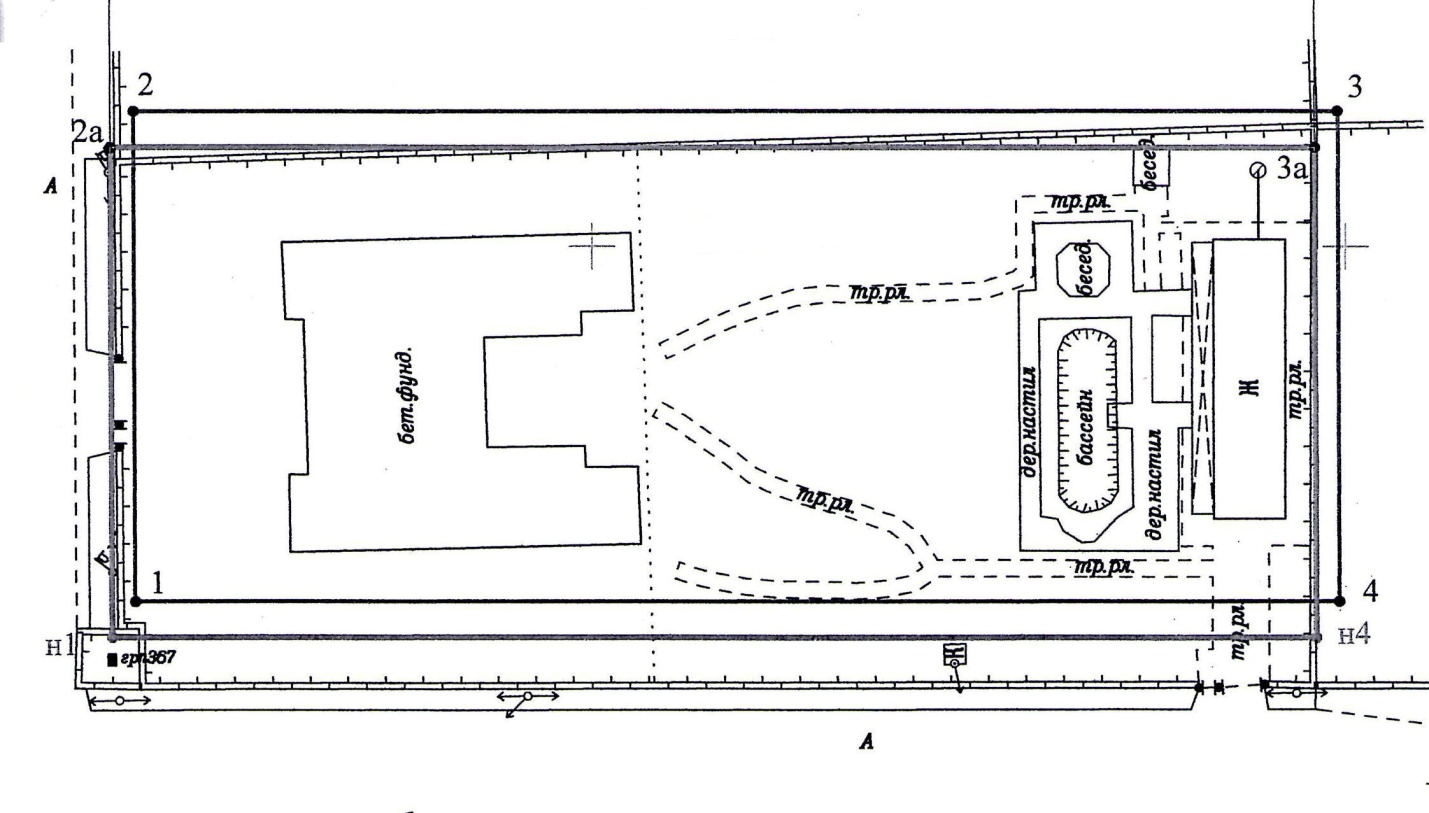 2
3
2а
А
3а
бесед.
тр.рл.
бесед.
тр.рл.
бет.фунд.
Ж
тр.рл.
дер.настил
бассейн
дер.настил
тр.рл.
тр.рл.
1
4
н1
грп367
К
тр.рл.
н4
А